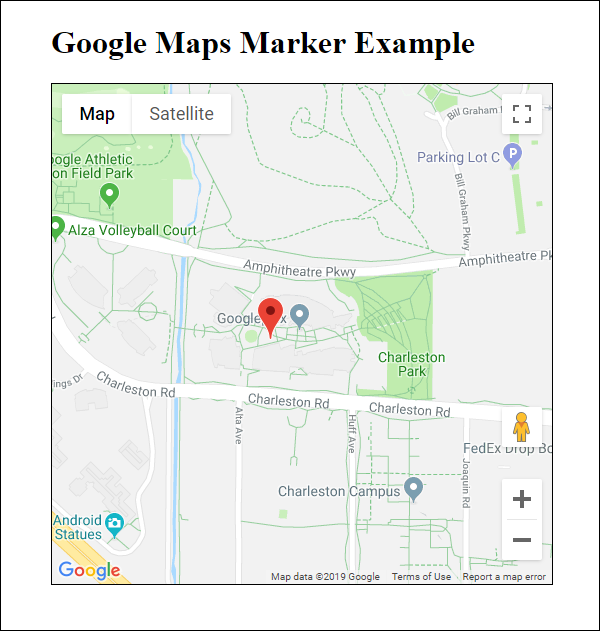 Google Maps Marker Example
Map
Satellite
Bill Graham Pkwy
Parking Lot C
P
Bill Graham Pkwy
oogle Athletic
on Field Park
Alza Volleyball Court
Amphitheatre Pkwy
Amphitheatre Pk
Charleston
Park
ings Dr
Charleston Rd
Charleston Rd
Charleston Rd
Alta Ave
Huff Ave
Joaquin Rd
FedEx Drop Bo
Charleston Campus
Android
Statues
Google
Map data ©2019 Google
Terms of Use
Report a map error